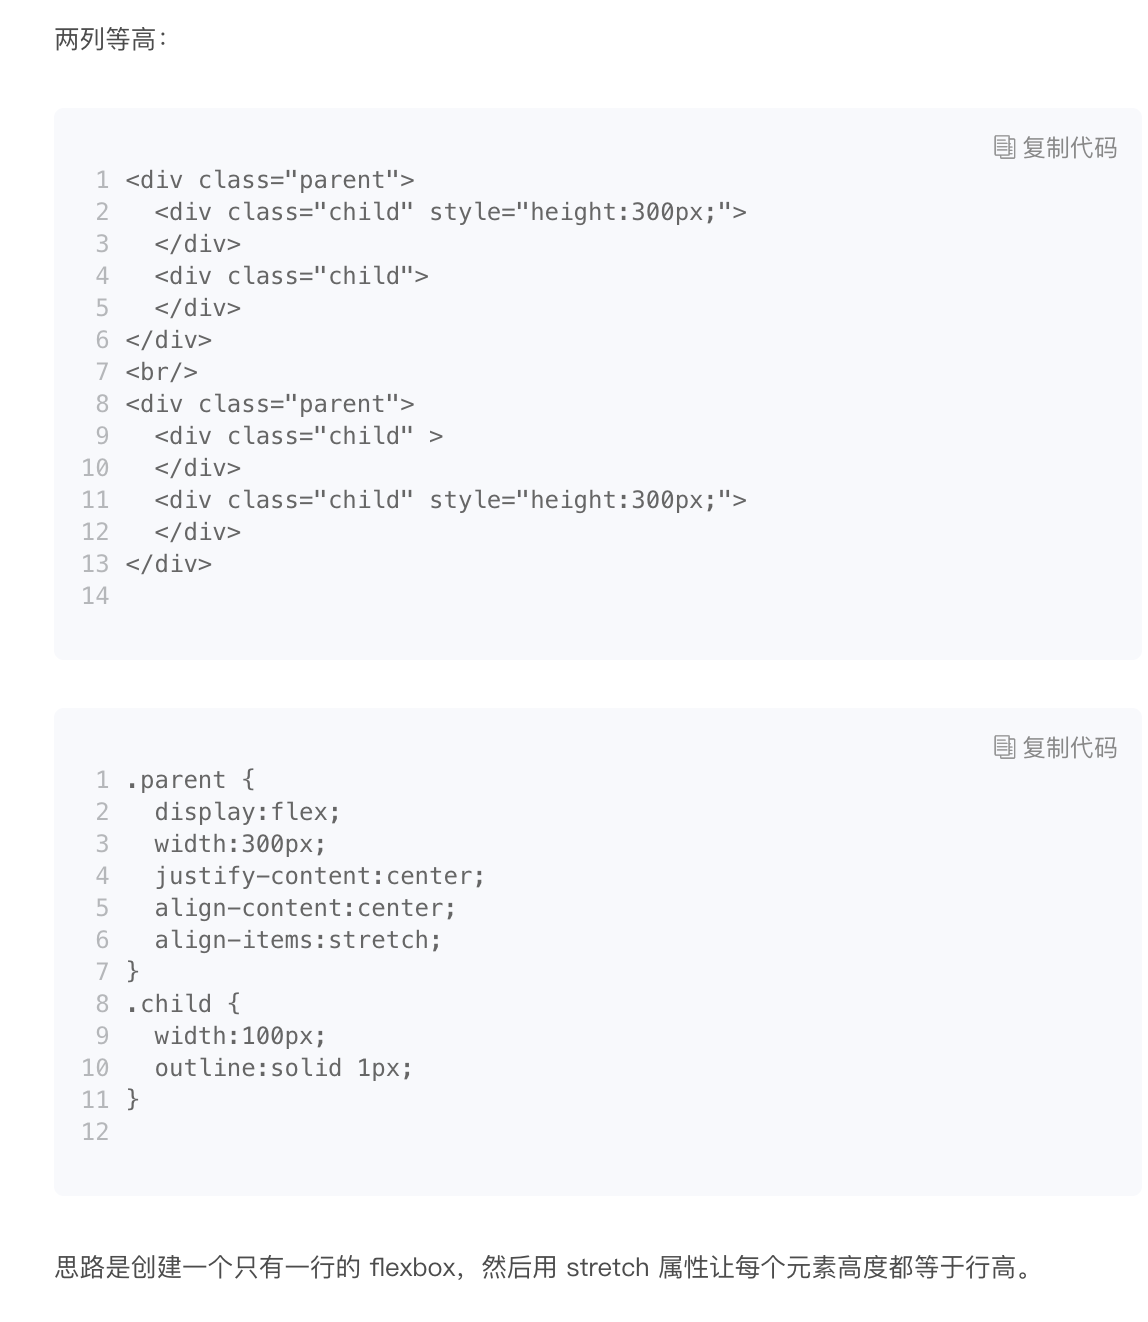 两列等高：
复制代码
1 <div class="parent">
2   <div class="child" style="height:300px;">
3   </div>
4   <div class="child">
5   </div>
6 </div>
7 <br/>
8 <div class="parent">
9   <div class="child" >
10   </div>
11   <div class="child" style="height:300px;">
12   </div>
13 </div>
14
复制代码
1 .parent {
2   display:flex;
3   width:300px;
4   justify-content:center;
5   align-content:center;
6   align-items:stretch;
7 }
8 .child {
9   width:100px;
10   outline:solid 1px;
11 }
12
思路是创建一个只有一行的 flexbox，然后用 stretch 属性让每个元素高度都等于行高。